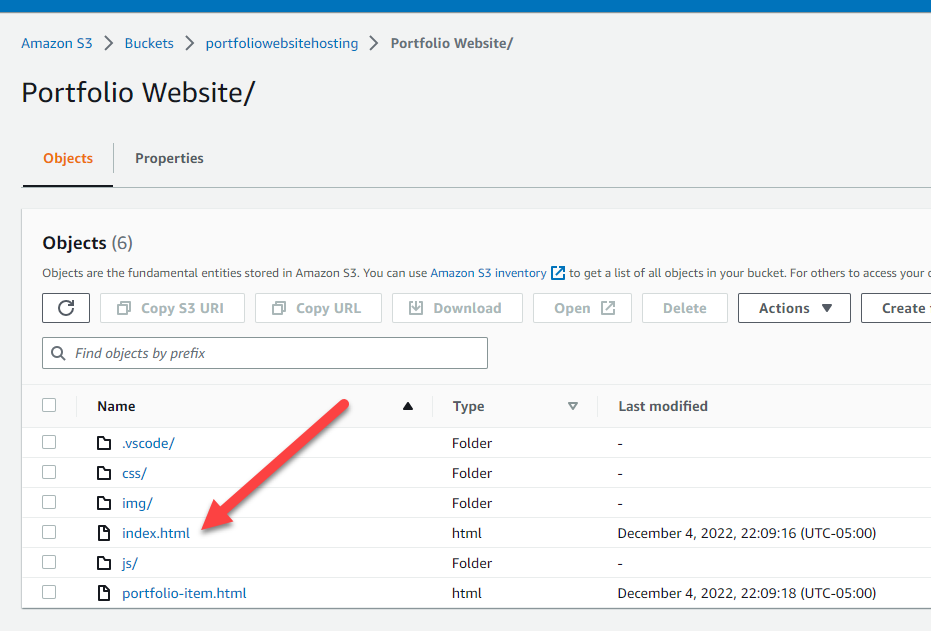 Amazon S3 > Buckets > portfoliowebsitehosting > Portfolio Website/
Portfolio Website/
Objects Properties
Objects (6)
Objects are the fundamental entities stored in Amazon S3. You can use Amazon S3 inventory to get a list of all objects in your bucket. For others to access your
Copy S3 URI Copy URL Download Open Delete Actions Create
Find objects by prefix
Name Type Last modified
.vscode/ Folder -
css/ Folder -
img/ Folder -
index.html html December 4, 2022, 22:09:16 (UTC-05:00)
js/ Folder -
portfolio-item.html html December 4, 2022, 22:09:18 (UTC-05:00)